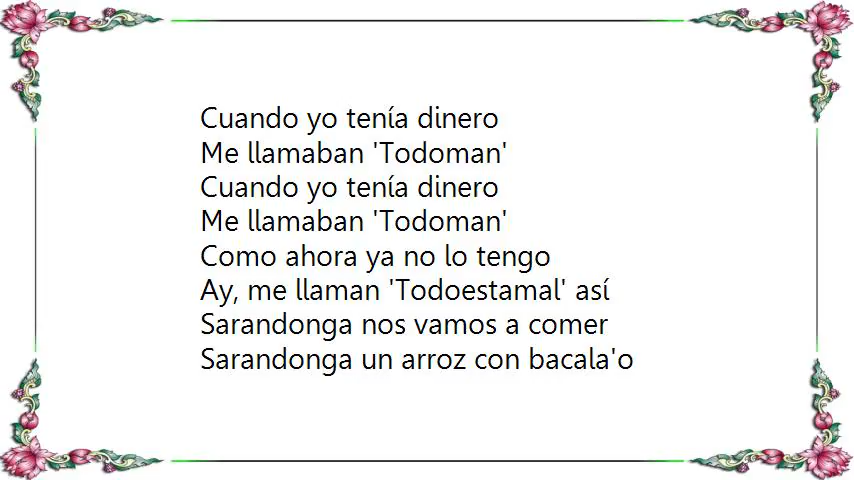 Cuando yo tenía dinero
Me llamaban 'Todoman'
Cuando yo tenía dinero
Me llamaban 'Todoman'
Como ahora ya no lo tengo
Ay, me llaman 'Todoestamal' así
Sarandonga nos vamos a comer
Sarandonga un arroz con bacala'o